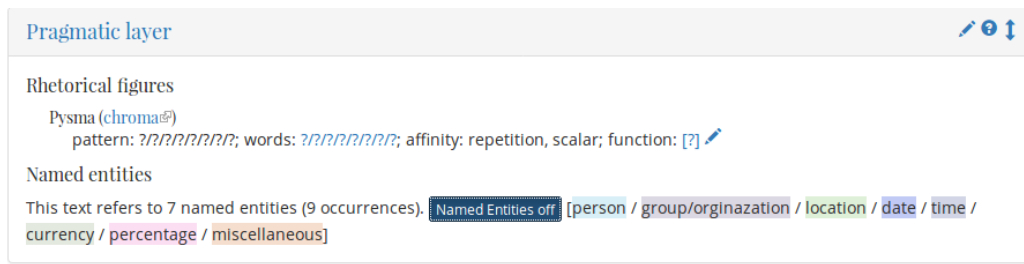 Pragmatic layer
Rhetorical figures
Pysma (chroma)
pattern: ?/?/?/?/?/?/?/?; words: ?/?/?/?/?/?/?/?; affinity: repetition, scalar; function: [?]
Named entities
This text refers to 7 named entities (9 occurrences). Named Entities off [person / group/orginazation / location / date / time /
currency / percentage / miscellaneous]